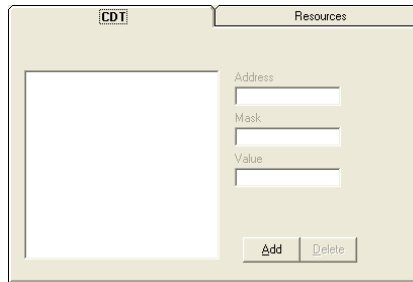 CDT Resources
Address
Mask
Value
Add Delete